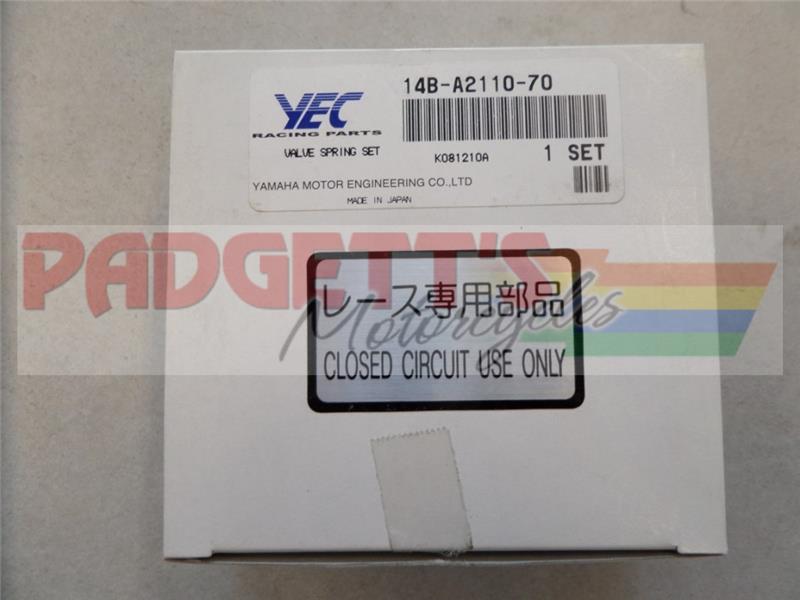 YEC
RACING PARTS
VALVE SPRING SET
14B-A2110-70
K081210A
1 SET
YAMAHA MOTOR ENGINEERING CO.,LTD
MADE IN JAPAN
PADGETT'S
Motorcycles
レース専用部品
CLOSED CIRCUIT USE ONLY